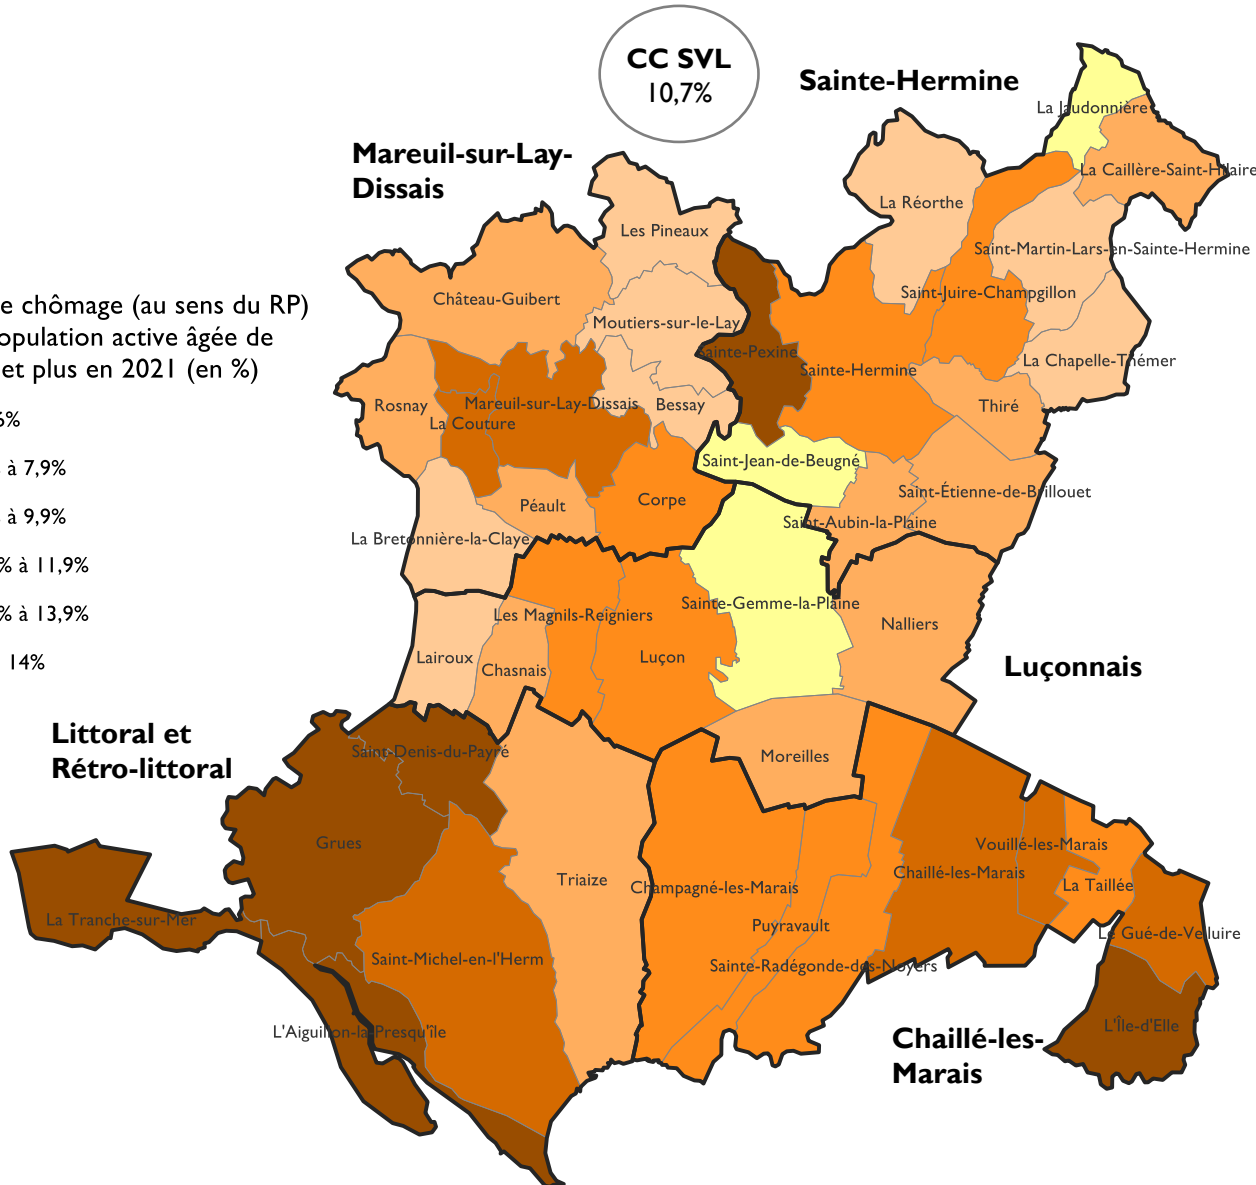 CC SVL
10,7%
Sainte-Hermine
La Jaudonnière
Mareuil-sur-Lay-
Dissais
La Caillère-Saint-Hilaire
La Réorthe
Les Pineaux
Saint-Martin-Lars-en-Sainte-Hermine
Château-Guibert
Saint-Juire-Champgillon
e chômage (au sens du RP)
opulation active âgée de
et plus en 2021 (en %)
Moutiers-sur-le-Lay
Sainte-Pexine
Sainte-Hermine
La Chapelle-Thémer
Rosnay
Mareuil-sur-Lay-Dissais
Bessay
Thiré
La Couture
6%
à 7,9%
à 9,9%
% à 11,9%
% à 13,9%
14%
Saint-Jean-de-Beugné
Saint-Étienne-de-Brillouet
Péault
Corpe
Saint-Aubin-la-Plaine
La Bretonnière-la-Claye
Sainte-Gemme-la-Plaine
Les Magnils-Reigniers
Nalliers
Lairoux
Chasnais
Luçon
Luçonnais
Littoral et
Rétro-littoral
Saint-Denis-du-Payré
Moreilles
Grues
Vouillé-les-Marais
Chaillé-les-Marais
Triaize
Champagné-les-Marais
La Taillée
La Tranche-sur-Mer
Puyravault
Le Gué-de-Velluire
Saint-Michel-en-l'Herm
Sainte-Radégonde-des-Noyers
L'Aiguillon-la-Presqu'île
L'Île-d'Elle
Chaillé-les-
Marais